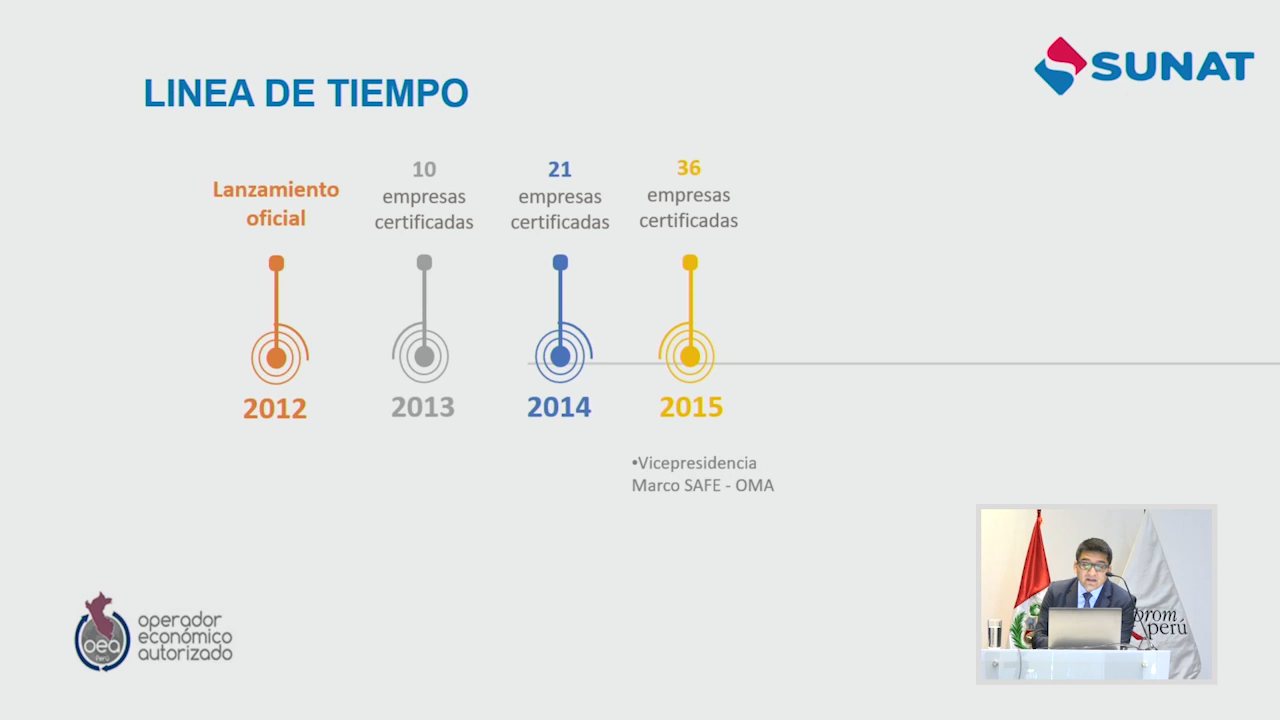 SUNAT
LINEA DE TIEMPO
Lanzamiento
oficial
10
empresas
certificadas
21
empresas
certificadas
36
empresas
certificadas
2012
2013
2014
2015
•Vicepresidencia
Marco SAFE - OMA
oea
Perú
operador
económico
autorizado
prom
perú